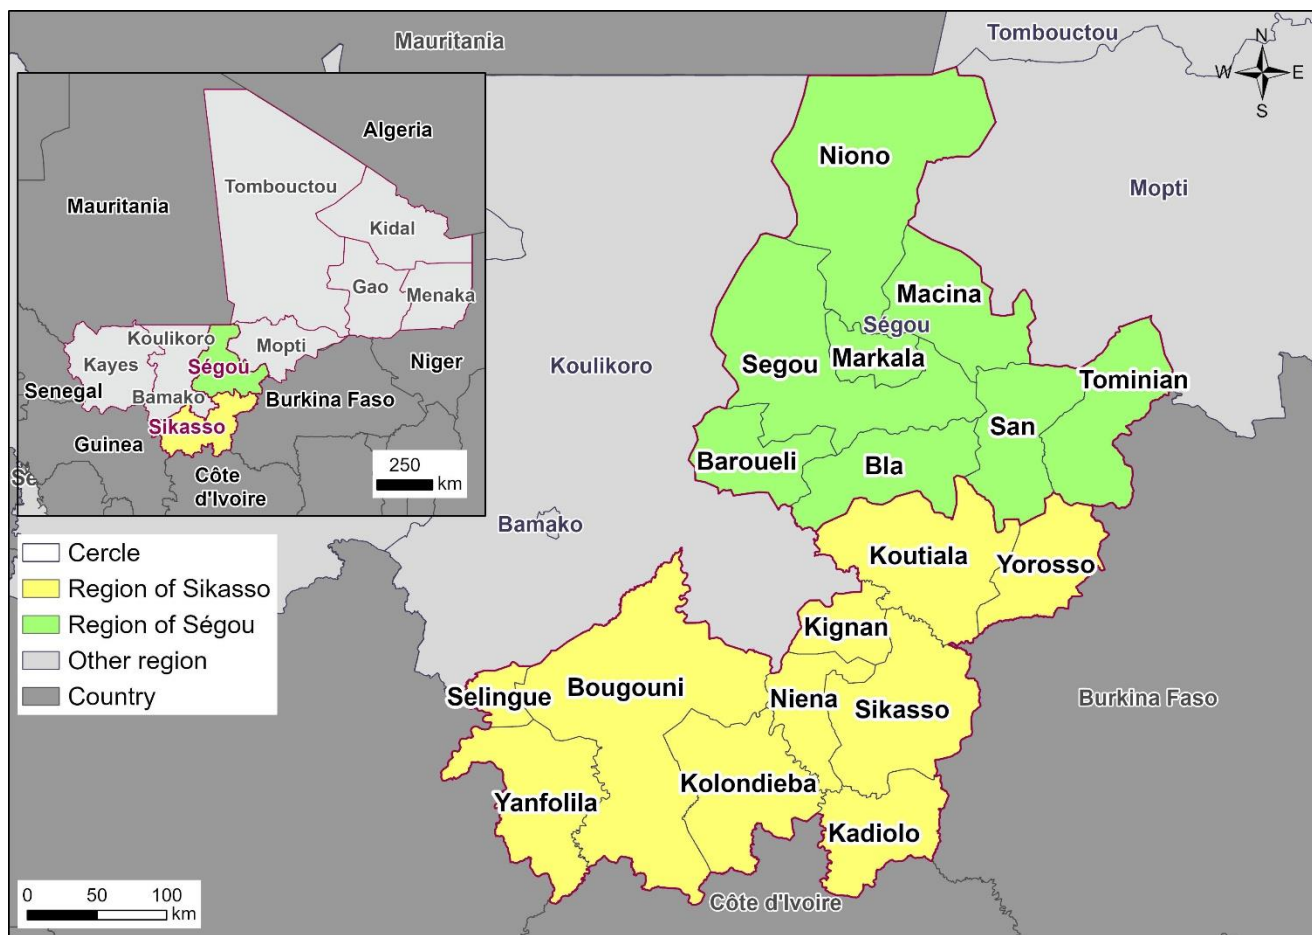 Mauritania
Tombouctou
N
W
E
S
Algeria
Tombouctou
Mauritania
Kidal
Gao
Menaka
Koulikoro
Mopti
Kayes
Ségou
Niger
Senegal
Bamako
Burkina Faso
Sikasso
Guinea
Côte
d'Ivoire
250
km
Sé
Niono
Mopti
Macina
Ségou
Koulikoro
Segou
Markala
Tominian
San
Baroueli
Bla
Bamako
Koutiala
Yorosso
Cercle
Region of Sikasso
Region of Ségou
Other region
Country
Kignan
Selingue
Bougouni
Niena
Sikasso
Burkina Faso
Yanfolila
Kolondieba
Kadiolo
Côte d'Ivoire
0 50 100
km